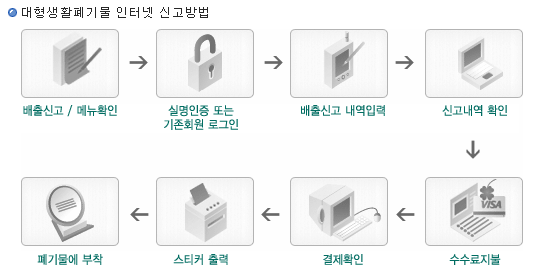 대형생활폐기물 인터넷 신고방법
배출신고 / 메뉴확인
실명인증 또는
기존회원 로그인
배출신고 내역입력
신고내역 확인
VISA
수수료지불
결제확인
스티커 출력
폐기물에 부착